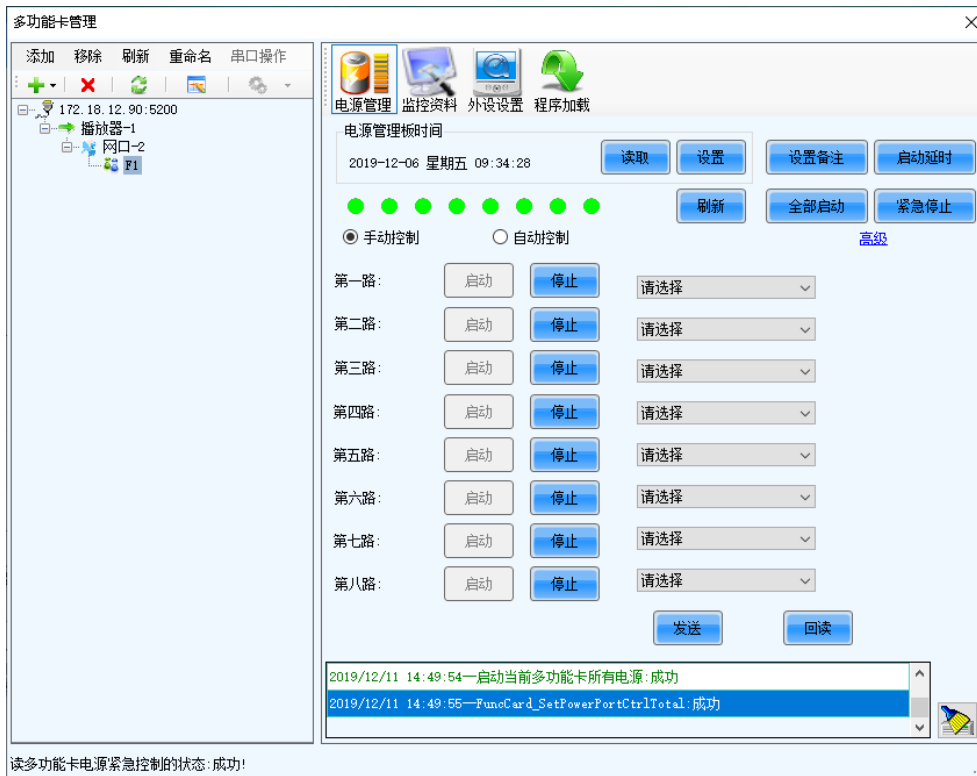 多功能卡管理
添加 移除 刷新 重命名 串口操作
172.18.12.90:5200
播放器-1
网口-2
F1
电源管理 监控资料 外设设置 程序加载
电源管理板时间
2019-12-06 星期五 09:34:28 读取 设置 设置备注 启动延时
刷新 全部启动 紧急停止
手动控制 自动控制 高级
第一路: 启动 停止 请选择
第二路: 启动 停止 请选择
第三路: 启动 停止 请选择
第四路: 启动 停止 请选择
第五路: 启动 停止 请选择
第六路: 启动 停止 请选择
第七路: 启动 停止 请选择
第八路: 启动 停止 请选择
发送 回读
2019/12/11 14:49:54—启动当前多功能卡所有电源:成功
2019/12/11 14:49:55—FuncCard_SetPowerPortCtrlTotal:成功
读多功能卡电源紧急控制的状态:成功!